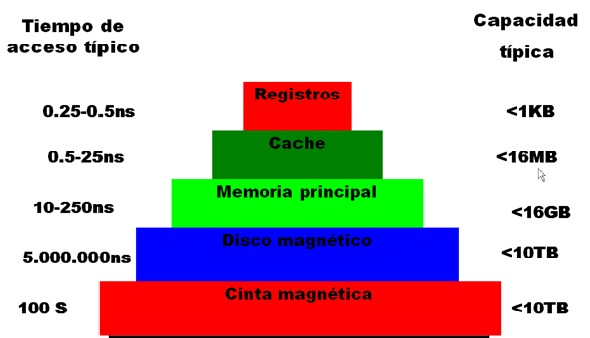 Tiempo de
acceso típico
Capacidad
típica
Registros
0.25-0.5ns
<1KB
Cache
0.5-25ns
<16MB
Memoria principal
10-250ns
<16GB
Disco magnético
5.000.000ns
<10TB
Cinta magnética
100 S
<10TB